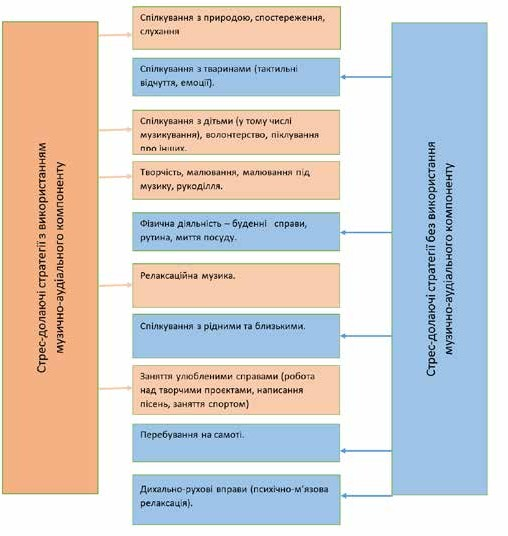 Стрес-долаючі стратегії з використанням
музично-аудіального компоненту
Спілкування з природою, спостереження,
слухання
Спілкування з тваринами (тактильні
відчуття, емоції).
Спілкування з дітьми (у тому числі
музикування), волонтерство, піклування
про інших.
Творчість, малювання, малювання під
музику, рукоділля.
Фізична діяльність – буденні справи,
рутина, миття посуду.
Релаксаційна музика.
Спілкування з рідними та близькими.
Заняття улюбленими справами (робота
над творчими проєктами, написання
пісень, заняття спортом)
Перебування на самоті.
Дихально-рухові вправи (психічно-м’язова
релаксація).
Стрес-долаючі стратегії без використання
музично-аудіального компоненту